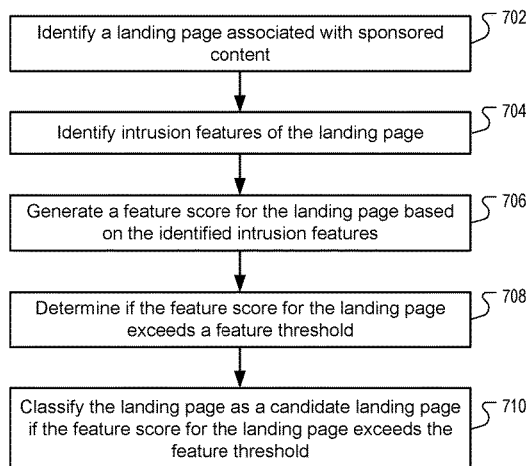 702
Identify a landing page associated with sponsored
content
704
Identify intrusion features of the landing page
706
Generate a feature score for the landing page based
on the identified intrusion features
708
Determine if the feature score for the landing page
exceeds a feature threshold
710
Classify the landing page as a candidate landing page
if the feature score for the landing page exceeds the
feature threshold